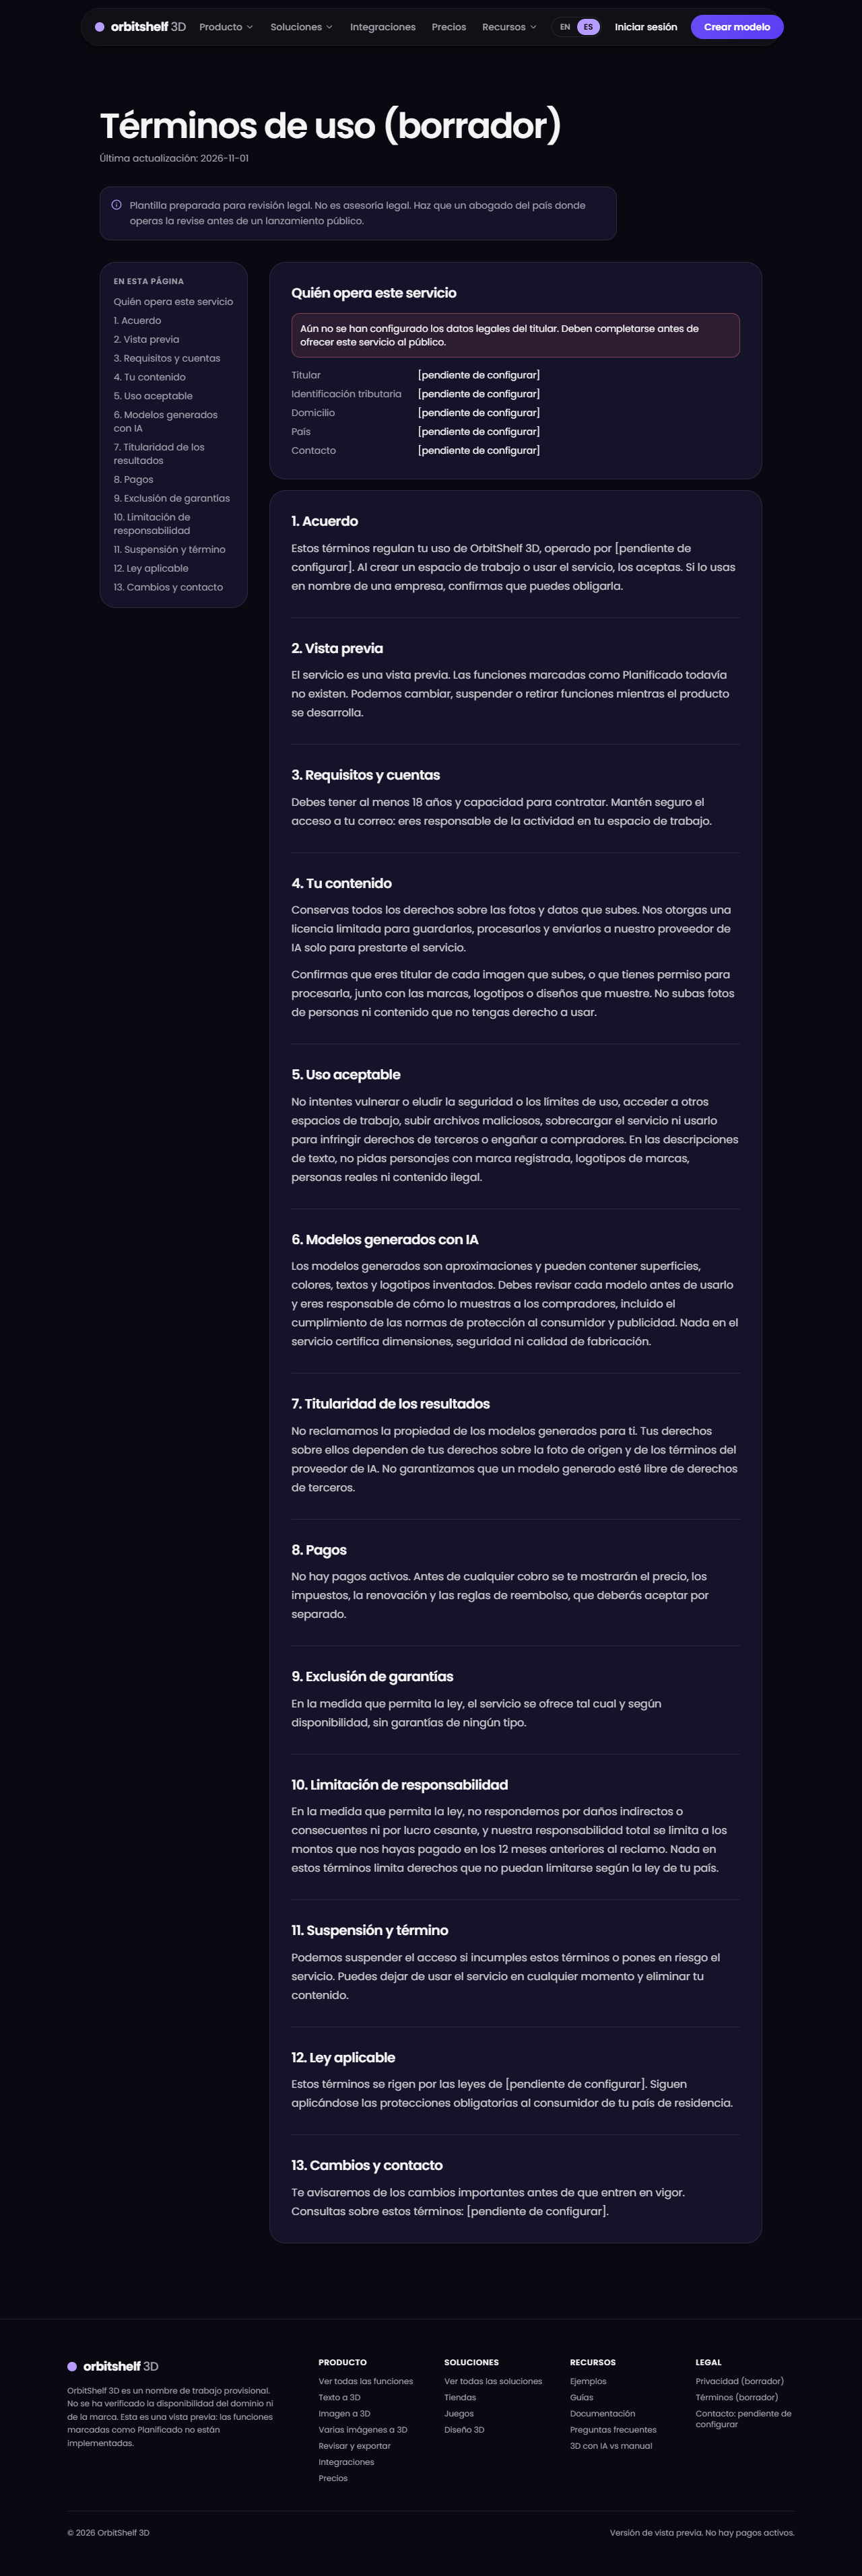 orbitshelf 3D
Producto
Soluciones
Integraciones
Precios
Recursos
EN
ES
Iniciar sesión
Crear modelo
Términos de uso (borrador)
Última actualización: 2026-11-01
Plantilla preparada para revisión legal. No es asesoría legal. Haz que un abogado del país donde
operas la revise antes de un lanzamiento público.
EN ESTA PÁGINA
Quién opera este servicio
1. Acuerdo
2. Vista previa
3. Requisitos y cuentas
4. Tu contenido
5. Uso aceptable
6. Modelos generados
con IA
7. Titularidad de los
resultados
8. Pagos
9. Exclusión de garantías
10. Limitación de
responsabilidad
11. Suspensión y término
12. Ley aplicable
13. Cambios y contacto
Quién opera este servicio
Aún no se han configurado los datos legales del titular. Deben completarse antes de
ofrecer este servicio al público.
Titular [pendiente de configurar]
Identificación tributaria [pendiente de configurar]
Domicilio [pendiente de configurar]
País [pendiente de configurar]
Contacto [pendiente de configurar]
1. Acuerdo
Estos términos regulan tu uso de OrbitShelf 3D, operado por [pendiente de
configurar]. Al crear un espacio de trabajo o usar el servicio, los aceptas. Si lo usas
en nombre de una empresa, confirmas que puedes obligarla.
2. Vista previa
El servicio es una vista previa. Las funciones marcadas como Planificado todavía
no existen. Podemos cambiar, suspender o retirar funciones mientras el producto
se desarrolla.
3. Requisitos y cuentas
Debes tener al menos 18 años y capacidad para contratar. Mantén seguro el
acceso a tu correo: eres responsable de la actividad en tu espacio de trabajo.
4. Tu contenido
Conservas todos los derechos sobre las fotos y datos que subes. Nos otorgas una
licencia limitada para guardarlos, procesarlos y enviarlos a nuestro proveedor de
IA solo para prestarte el servicio.
Confirmas que eres titular de cada imagen que subes, o que tienes permiso para
procesarla, junto con las marcas, logotipos o diseños que muestre. No subas fotos
de personas ni contenido que no tengas derecho a usar.
5. Uso aceptable
No intentes vulnerar o eludir la seguridad o los límites de uso, acceder a otros
espacios de trabajo, subir archivos maliciosos, sobrecargar el servicio ni usarlo
para infringir derechos de terceros o engañar a compradores. En las descripciones
de texto, no pidas personajes con marca registrada, logotipos de marcas,
personas reales ni contenido ilegal.
6. Modelos generados con IA
Los modelos generados son aproximaciones y pueden contener superficies,
colores, textos y logotipos inventados. Debes revisar cada modelo antes de usarlo
y eres responsable de cómo lo muestras a los compradores, incluido el
cumplimiento de las normas de protección al consumidor y publicidad. Nada en el
servicio certifica dimensiones, seguridad ni calidad de fabricación.
7. Titularidad de los resultados
No reclamamos la propiedad de los modelos generados para ti. Tus derechos
sobre ellos dependen de tus derechos sobre la foto de origen y de los términos del
proveedor de IA. No garantizamos que un modelo generado esté libre de derechos
de terceros.
8. Pagos
No hay pagos activos. Antes de cualquier cobro se te mostrarán el precio, los
impuestos, la renovación y las reglas de reembolso, que deberás aceptar por
separado.
9. Exclusión de garantías
En la medida que permita la ley, el servicio se ofrece tal cual y según
disponibilidad, sin garantías de ningún tipo.
10. Limitación de responsabilidad
En la medida que permita la ley, no respondemos por daños indirectos o
consecuentes ni por lucro cesante, y nuestra responsabilidad total se limita a los
montos que nos hayas pagado en los 12 meses anteriores al reclamo. Nada en
estos términos limita derechos que no puedan limitarse según la ley de tu país.
11. Suspensión y término
Podemos suspender el acceso si incumples estos términos o pones en riesgo el
servicio. Puedes dejar de usar el servicio en cualquier momento y eliminar tu
contenido.
12. Ley aplicable
Estos términos se rigen por las leyes de [pendiente de configurar]. Siguen
aplicándose las protecciones obligatorias al consumidor de tu país de residencia.
13. Cambios y contacto
Te avisaremos de los cambios importantes antes de que entren en vigor.
Consultas sobre estos términos: [pendiente de configurar].
orbitshelf 3D
OrbitShelf 3D es un nombre de trabajo provisional.
No se ha verificado la disponibilidad del dominio ni
de la marca. Esta es una vista previa: las funciones
marcadas como Planificado no están
implementadas.
PRODUCTO
Ver todas las funciones
Texto a 3D
Imagen a 3D
Varias imágenes a 3D
Revisar y exportar
Integraciones
Precios
SOLUCIONES
Ver todas las soluciones
Tiendas
Juegos
Diseño 3D
RECURSOS
Ejemplos
Guías
Documentación
Preguntas frecuentes
3D con IA vs manual
LEGAL
Privacidad (borrador)
Términos (borrador)
Contacto: pendiente de
configurar
© 2026 OrbitShelf 3D
Versión de vista previa. No hay pagos activos.